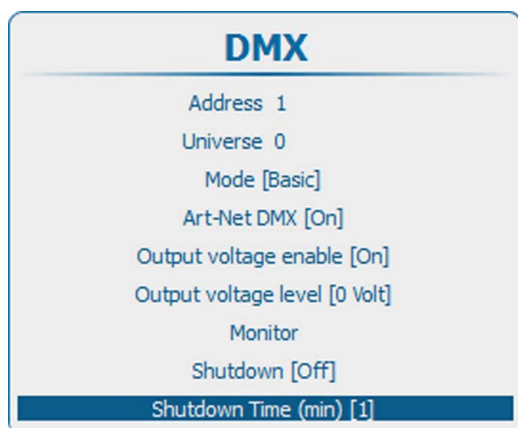 DMX
Address 1
Universe 0
Mode [Basic]
Art-Net DMX [On]
Output voltage enable [On]
Output voltage level [0 Volt]
Monitor
Shutdown [Off]
Shutdown Time (min) [1]